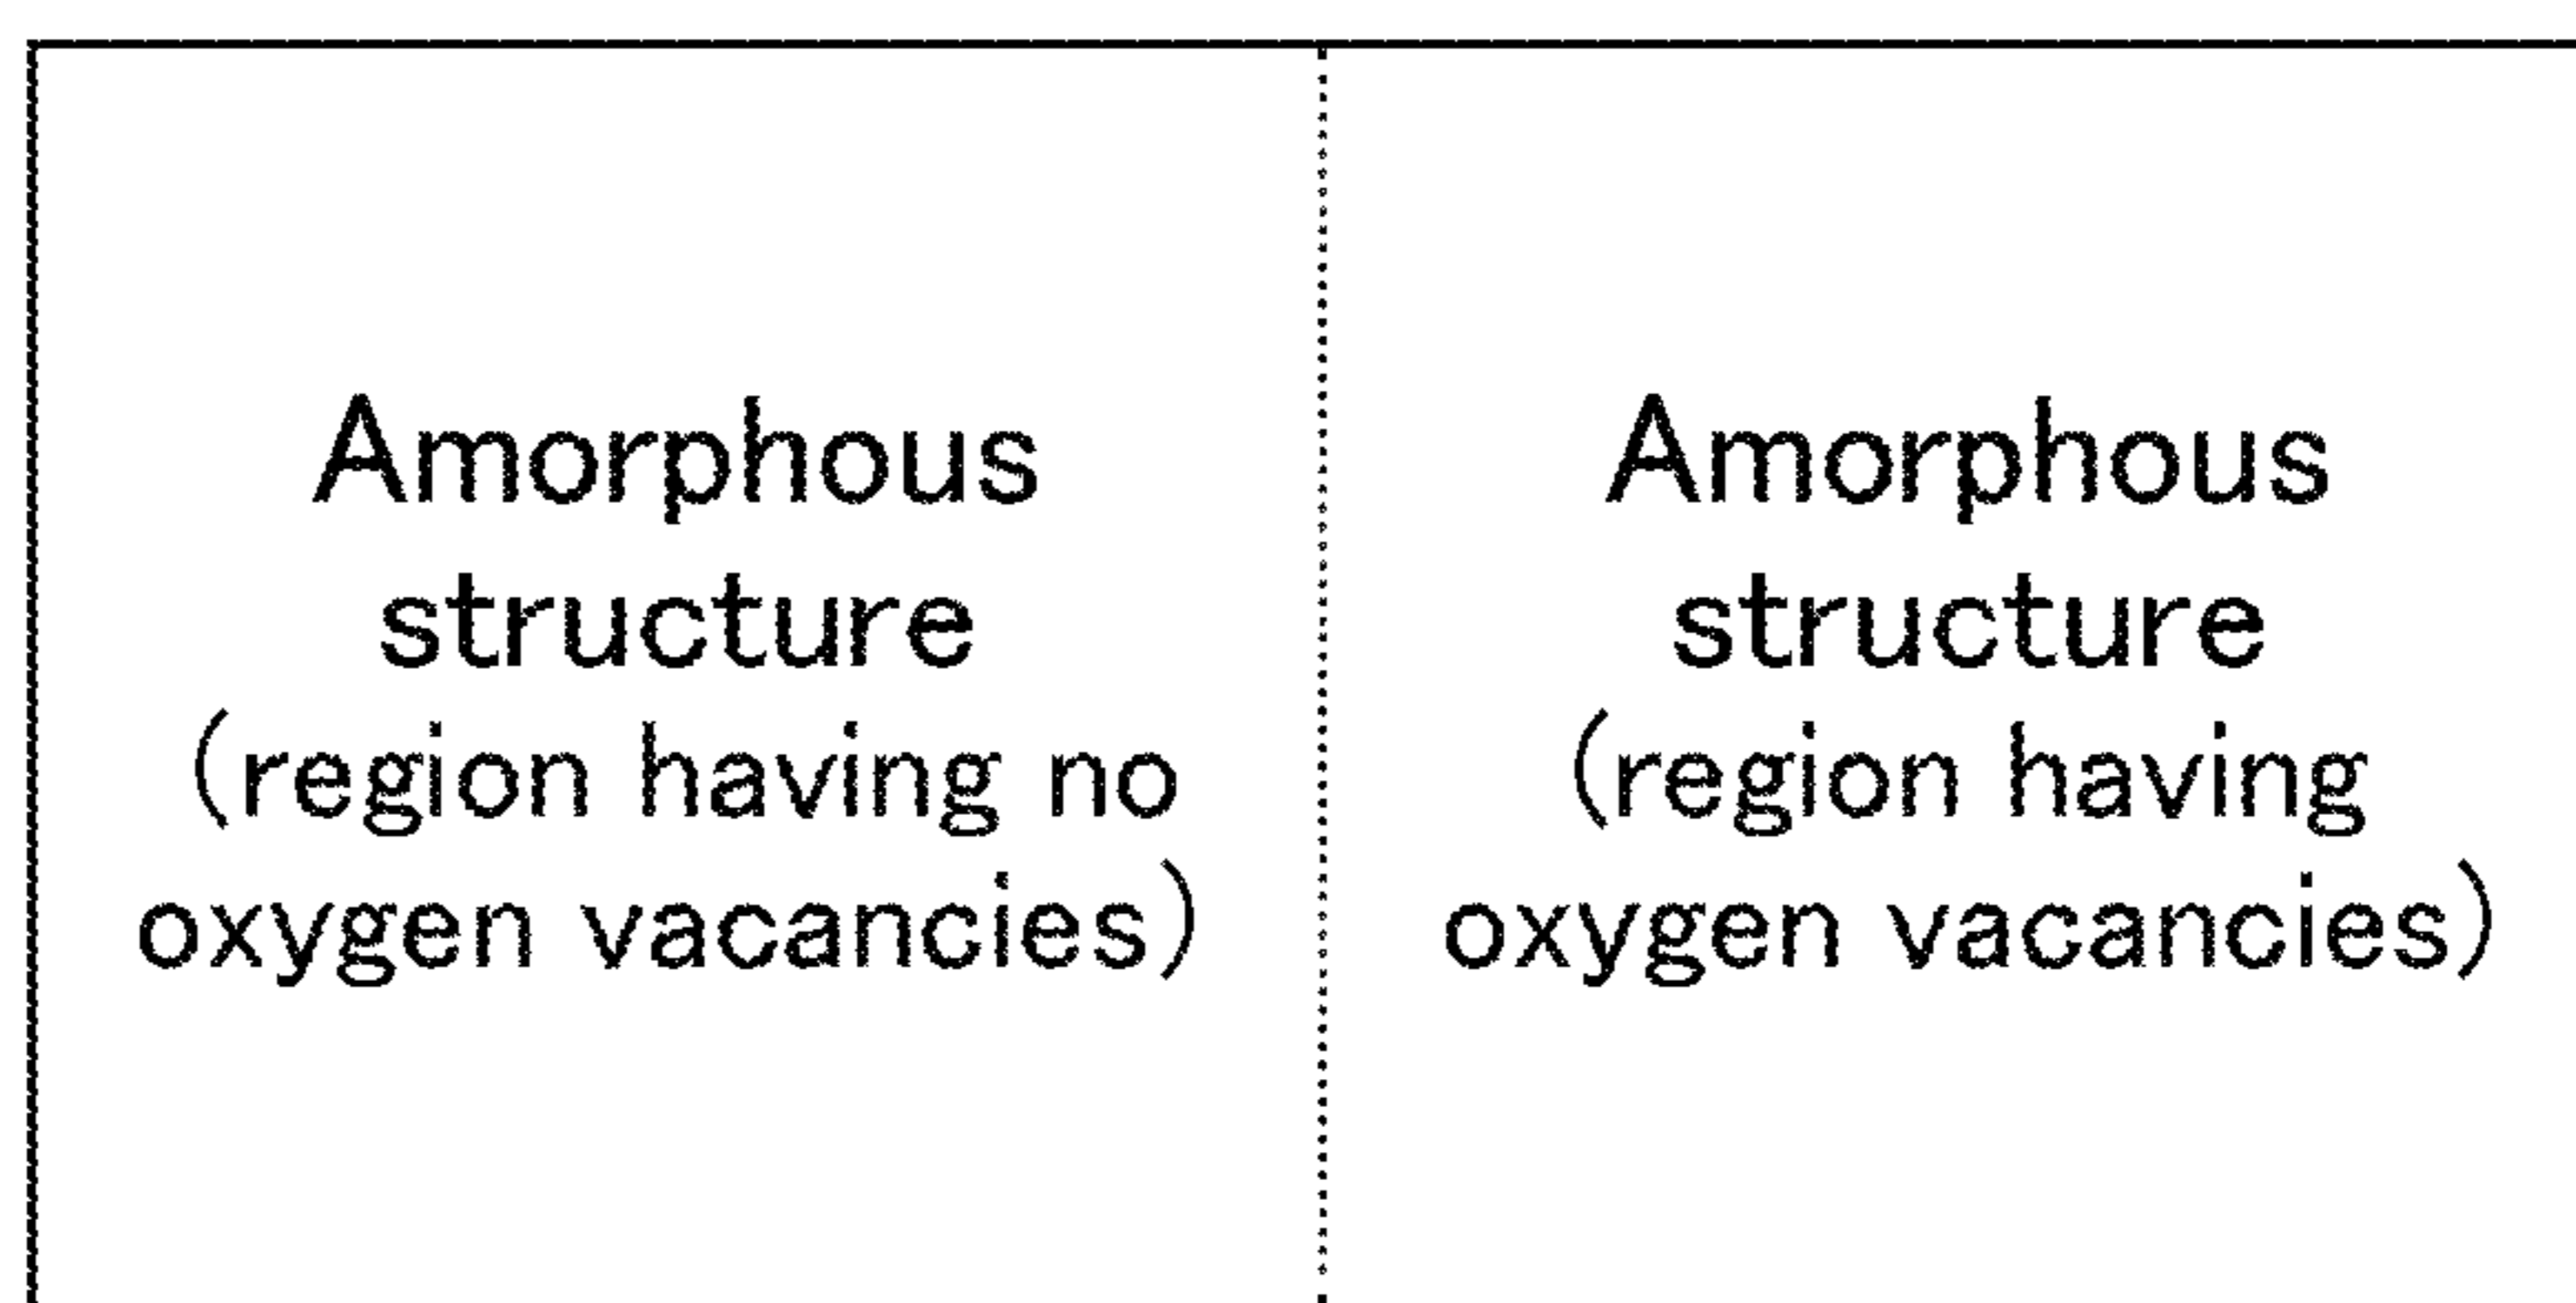 Amorphous
structure
(region having no
oxygen vacancies)
Amorphous
structure
(region having
oxygen vacancies)